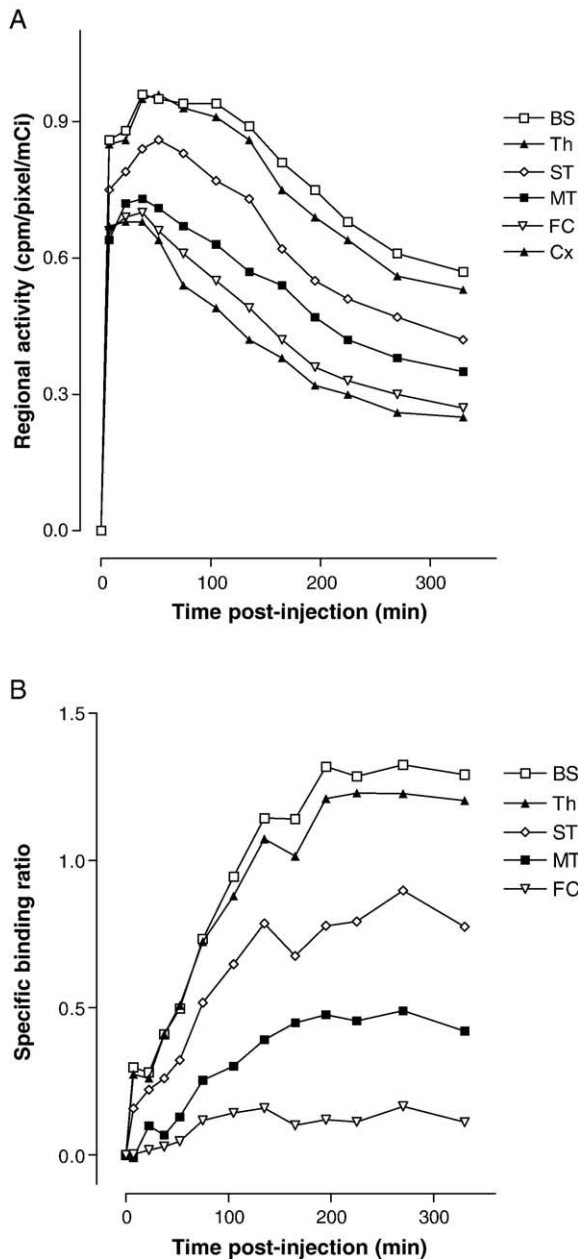 A
Regional activity (cpm/pixel/mCi)
0.9
0.6
0.3
0.0
0 100 200 300
Time post-injection (min)
BS
Th
ST
MT
FC
Cx
B
Specific binding ratio
1.5
1.0
0.5
0.0
0 100 200 300
Time post-injection (min)
BS
Th
ST
MT
FC